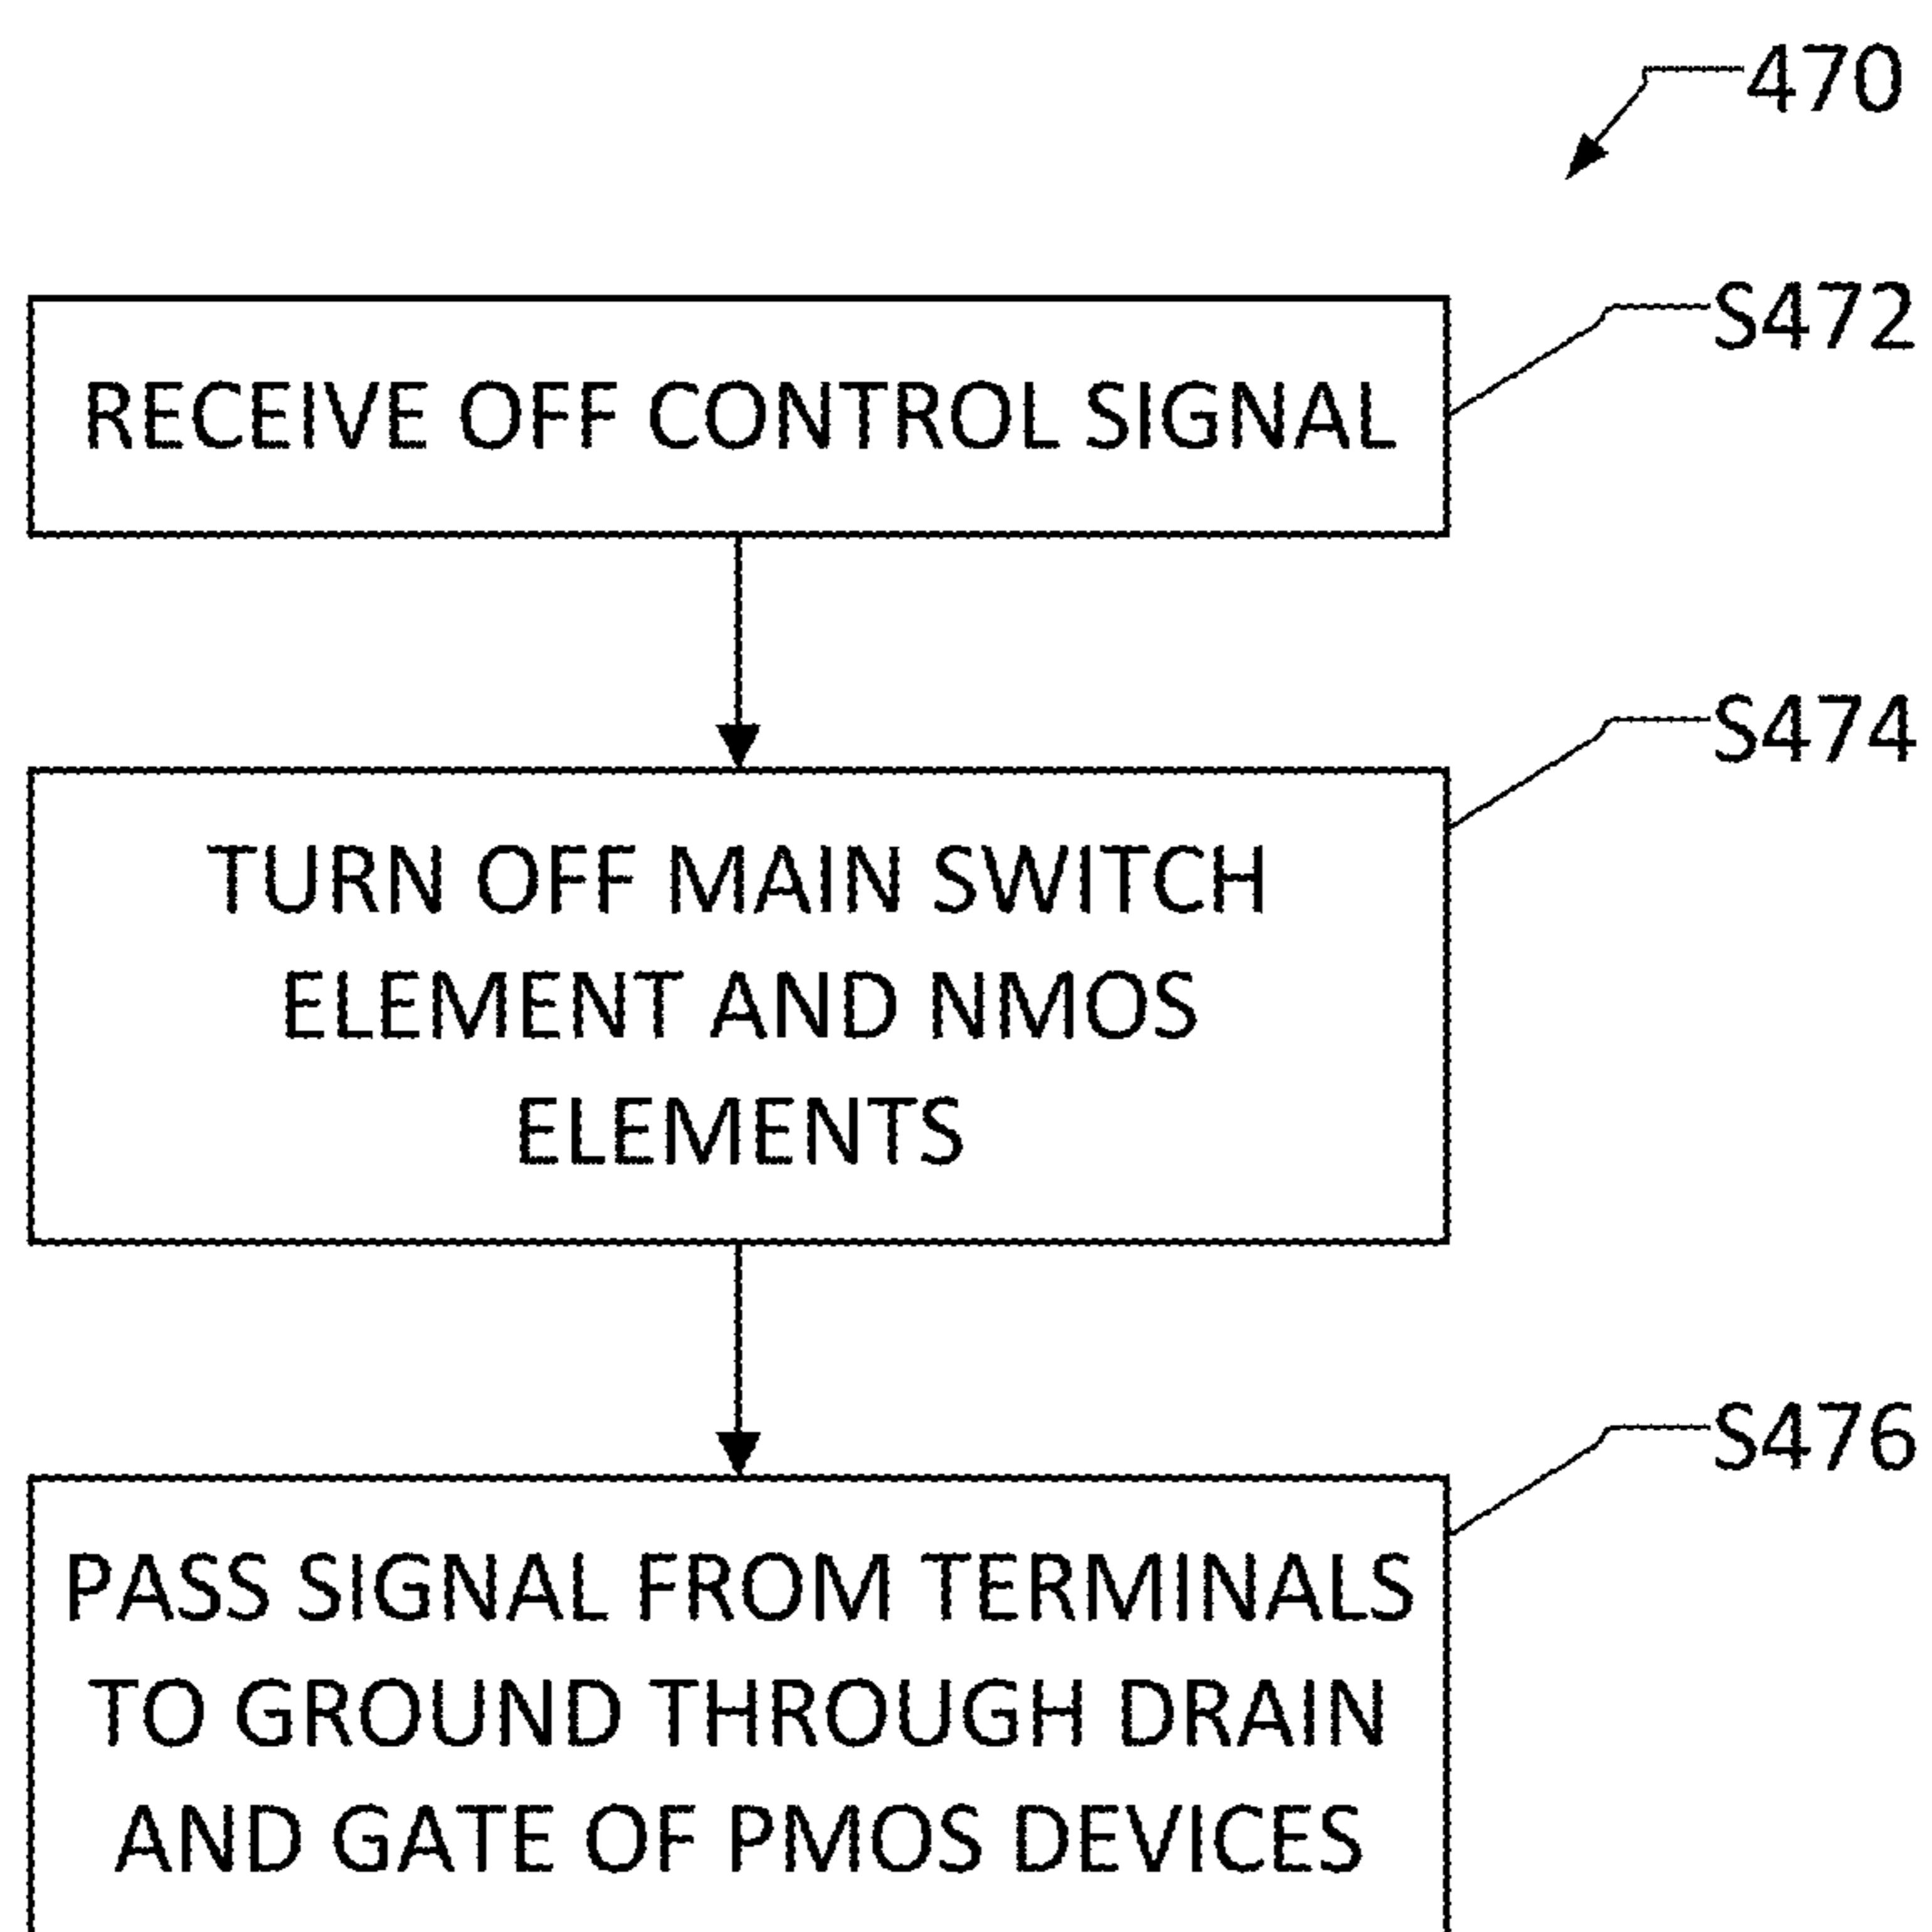 470
S472
RECEIVE OFF CONTROL SIGNAL
S474
TURN OFF MAIN SWITCH
ELEMENT AND NMOS
ELEMENTS
S476
PASS SIGNAL FROM TERMINALS
TO GROUND THROUGH DRAIN
AND GATE OF PMOS DEVICES